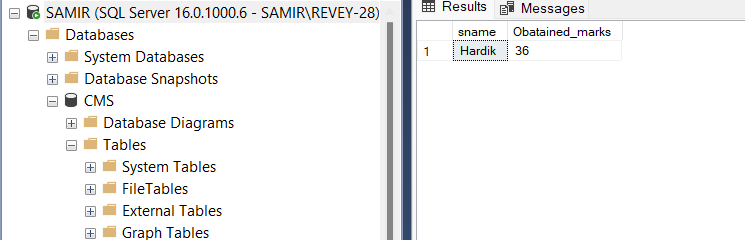 SAMIR (SQL Server 16.0.1000.6 - SAMIR\REVEY-28)
Databases
System Databases
Database Snapshots
CMS
Database Diagrams
Tables
System Tables
FileTables
External Tables
Graph Tables
Results Messages
sname Obatained_marks
1 Hardik 36